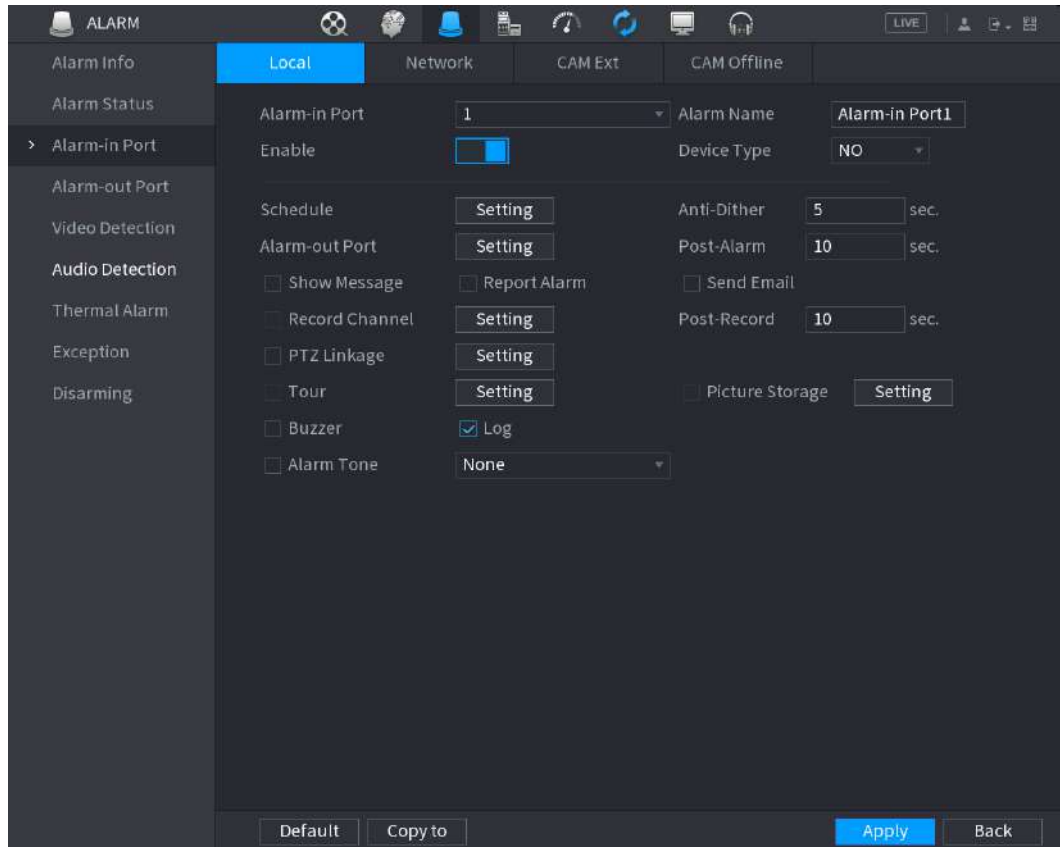 ALARM
LIVE
Alarm Info
Alarm Status
Alarm-in Port
Alarm-out Port
Video Detection
Audio Detection
Thermal Alarm
Exception
Disarming
Local Network CAM Ext CAM Offline
Alarm-in Port 1 Alarm Name Alarm-in Port1
Enable Device Type NO
Schedule Setting Anti-Dither 5 sec.
Alarm-out Port Setting Post-Alarm 10 sec.
Show Message Report Alarm Send Email
Record Channel Setting Post-Record 10 sec.
PTZ Linkage Setting
Tour Setting Picture Storage Setting
Buzzer Log
Alarm Tone None
Default Copy to Apply Back